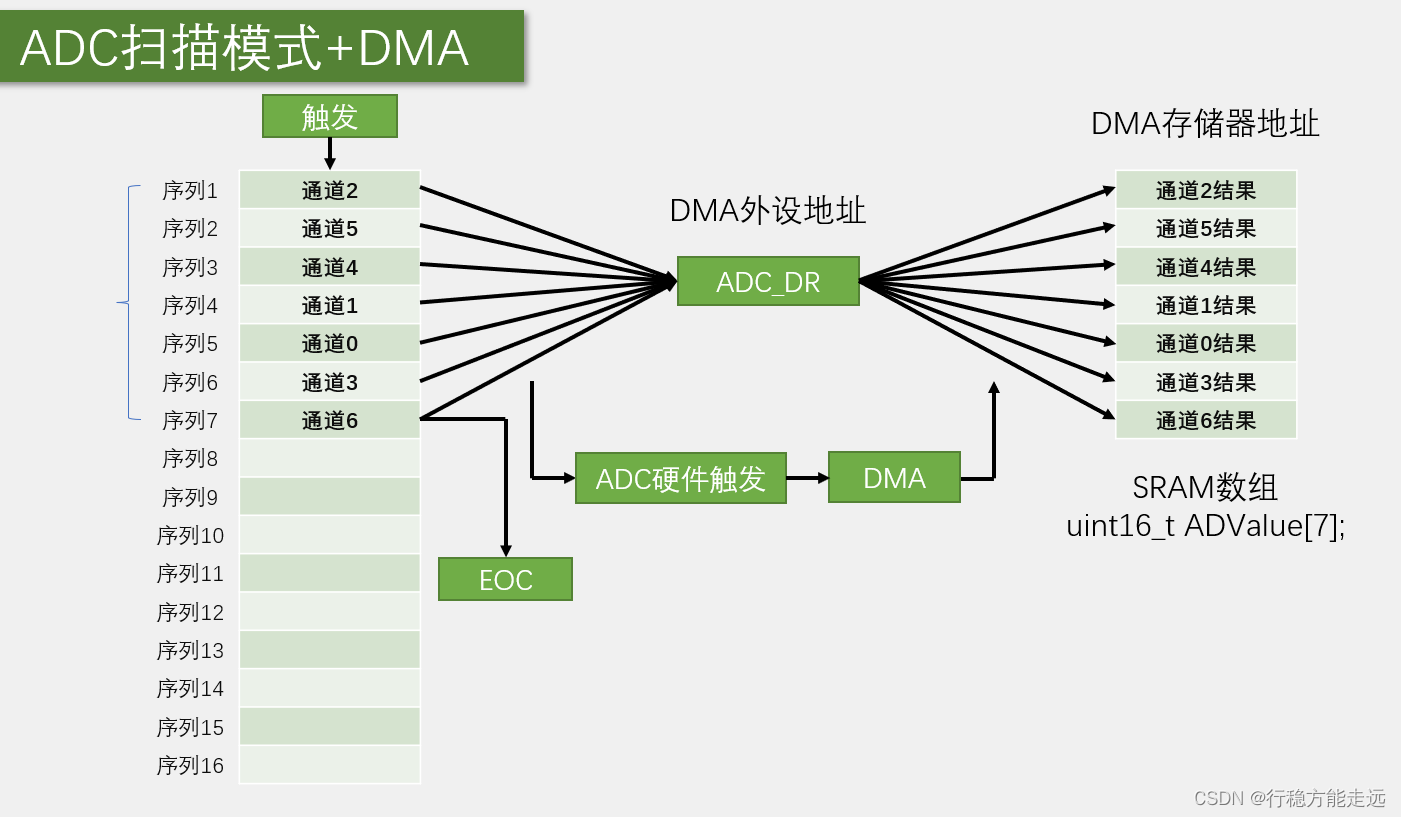 ADC扫描模式+DMA
触发
DMA存储器地址
序列1 通道2 通道2结果
序列2 通道5 DMA外设地址 通道5结果
序列3 通道4 ADC_DR 通道4结果
序列4 通道1 通道1结果
序列5 通道0 通道0结果
序列6 通道3 通道3结果
序列7 通道6 通道6结果
序列8
ADC硬件触发 DMA SRAM数组
序列9
uint16_t ADValue[7];
序列10
序列11
EOC
序列12
序列13
序列14
序列15
序列16
CSDN @行稳方能走远